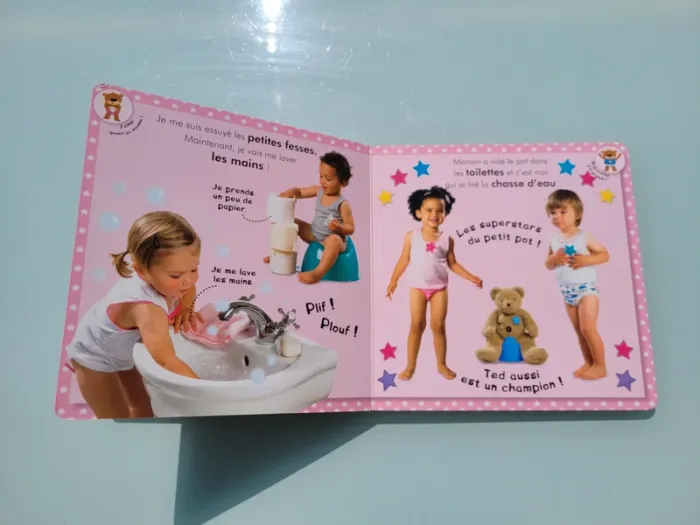 Je me suis essuyé les petites fesses.
Maintenant, je vais me laver
les mains !
Je prends
un peu de
papier.
Je me lave
les mains.
Plif !
Plouf !
Maman a vidé le pot dans
les toilettes et c'est moi
qui ai tiré la chasse d'eau
Les superstars
du petit pot !
Ted aussi
est un champion !